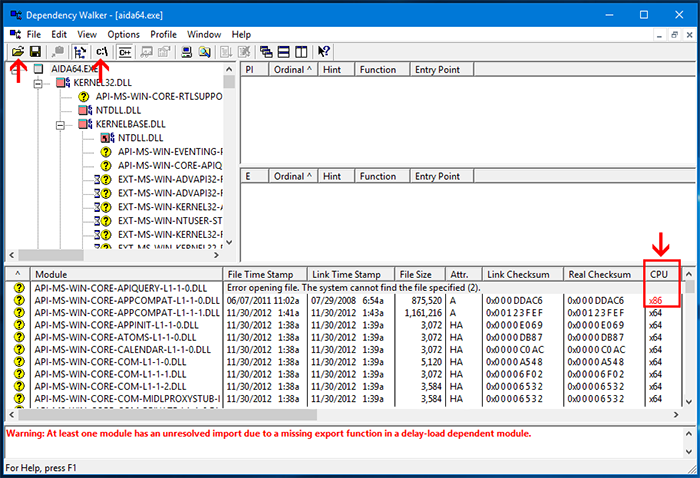 Dependency Walker - [aida64.exe]
File Edit View Options Profile Window Help
C:\ C++
AIDA64.EXE
KERNEL32.DLL
API-MS-WIN-CORE-RTLSUPPO
NTDLL.DLL
KERNELBASE.DLL
NTDLL.DLL
API-MS-WIN-EVENTING-F
API-MS-WIN-CORE-APIQ
EXT-MS-WIN-ADVAPI32-F
EXT-MS-WIN-ADVAPI32-F
EXT-MS-WIN-KERNEL32-A
EXT-MS-WIN-NTUSER-ST
EXT-MS-WIN-KERNEL32-F
EXT-MS-WIN-KERNEL32-D
PI Ordinal ^ Hint Function Entry Point
E Ordinal ^ Hint Function Entry Point
^ Module File Time Stamp Link Time Stamp File Size Attr. Link Checksum Real Checksum CPU
API-MS-WIN-CORE-APIQUERY-L1-1-0.DLL Error opening file. The system cannot find the file specified (2).
API-MS-WIN-CORE-APPCOMPAT-L1-1-0.DLL 06/07/2011 11:02a 07/29/2008 6:54a 875,520 A 0x000DDAC6 0x000DDAC6 x86
API-MS-WIN-CORE-APPCOMPAT-L1-1-1.DLL 11/30/2012 1:41a 11/30/2012 1:43a 1,161,216 A 0x00123FEF 0x00123FEF x64
API-MS-WIN-CORE-APPINIT-L1-1-0.DLL 11/30/2012 1:38a 11/30/2012 1:39a 3,072 HA 0x0000E069 0x0000E069 x64
API-MS-WIN-CORE-ATOMS-L1-1-0.DLL 11/30/2012 1:38a 11/30/2012 1:39a 3,072 HA 0x0000DB87 0x0000DB87 x64
API-MS-WIN-CORE-CALENDAR-L1-1-0.DLL 11/30/2012 1:38a 11/30/2012 1:39a 3,072 HA 0x0000C0AC 0x0000C0AC x64
API-MS-WIN-CORE-COM-L1-1-0.DLL 11/30/2012 1:38a 11/30/2012 1:39a 5,120 HA 0x0000A548 0x0000A548 x64
API-MS-WIN-CORE-COM-L1-1-1.DLL 11/30/2012 1:38a 11/30/2012 1:39a 3,072 HA 0x00006F02 0x00006F02 x64
API-MS-WIN-CORE-COM-L1-1-2.DLL 11/30/2012 1:38a 11/30/2012 1:39a 3,584 HA 0x00006532 0x00006532 x64
API-MS-WIN-CORE-COM-MIDLPROXYSTUB-I 11/30/2012 1:38a 11/30/2012 1:39a 3,584 HA 0x00006532 0x00006532 x64
Warning: At least one module has an unresolved import due to a missing export function in a delay-load dependent module.
For Help, press F1